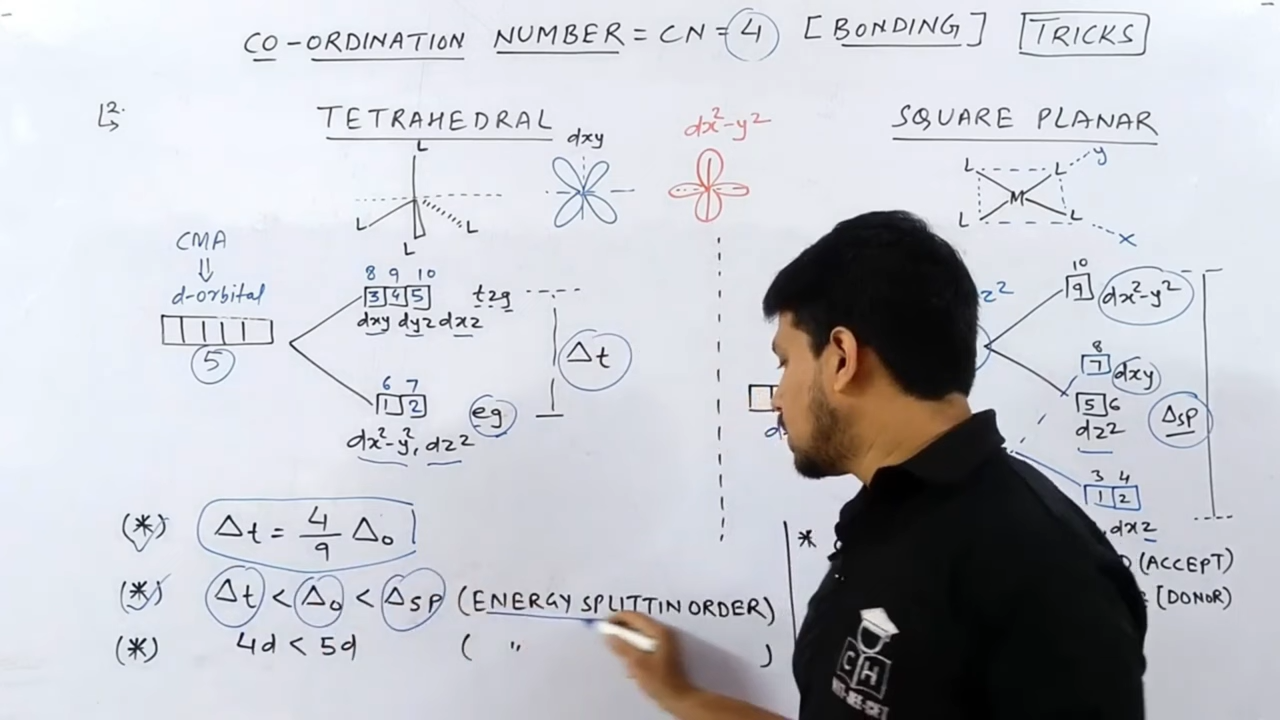 CO-ORDINATION NUMBER = CN = 4 [BONDING] TRICKS
L2.
TETRAHEDRAL
dxy
dx²-y²
SQUARE PLANAR
L
L
L
L
L
L
L
L
M
y
x
CMA
d-orbital
5
8 9 10
3 4 5
t2g
dxy dyz dxz
6 7
1 2
eg
dx²-y², dz²
Δt
z²
10
9
dx²-y²
8
7
dxy
5 6
dz²
Δsp
3 4
1 2
, dxz
(*) Δt = 4/9 Δo
(*) Δt < Δo < Δsp (ENERGY SPLITTIN ORDER)
(*) 4d < 5d ( " )
*
(ACCEPT)
[DONOR)
C H